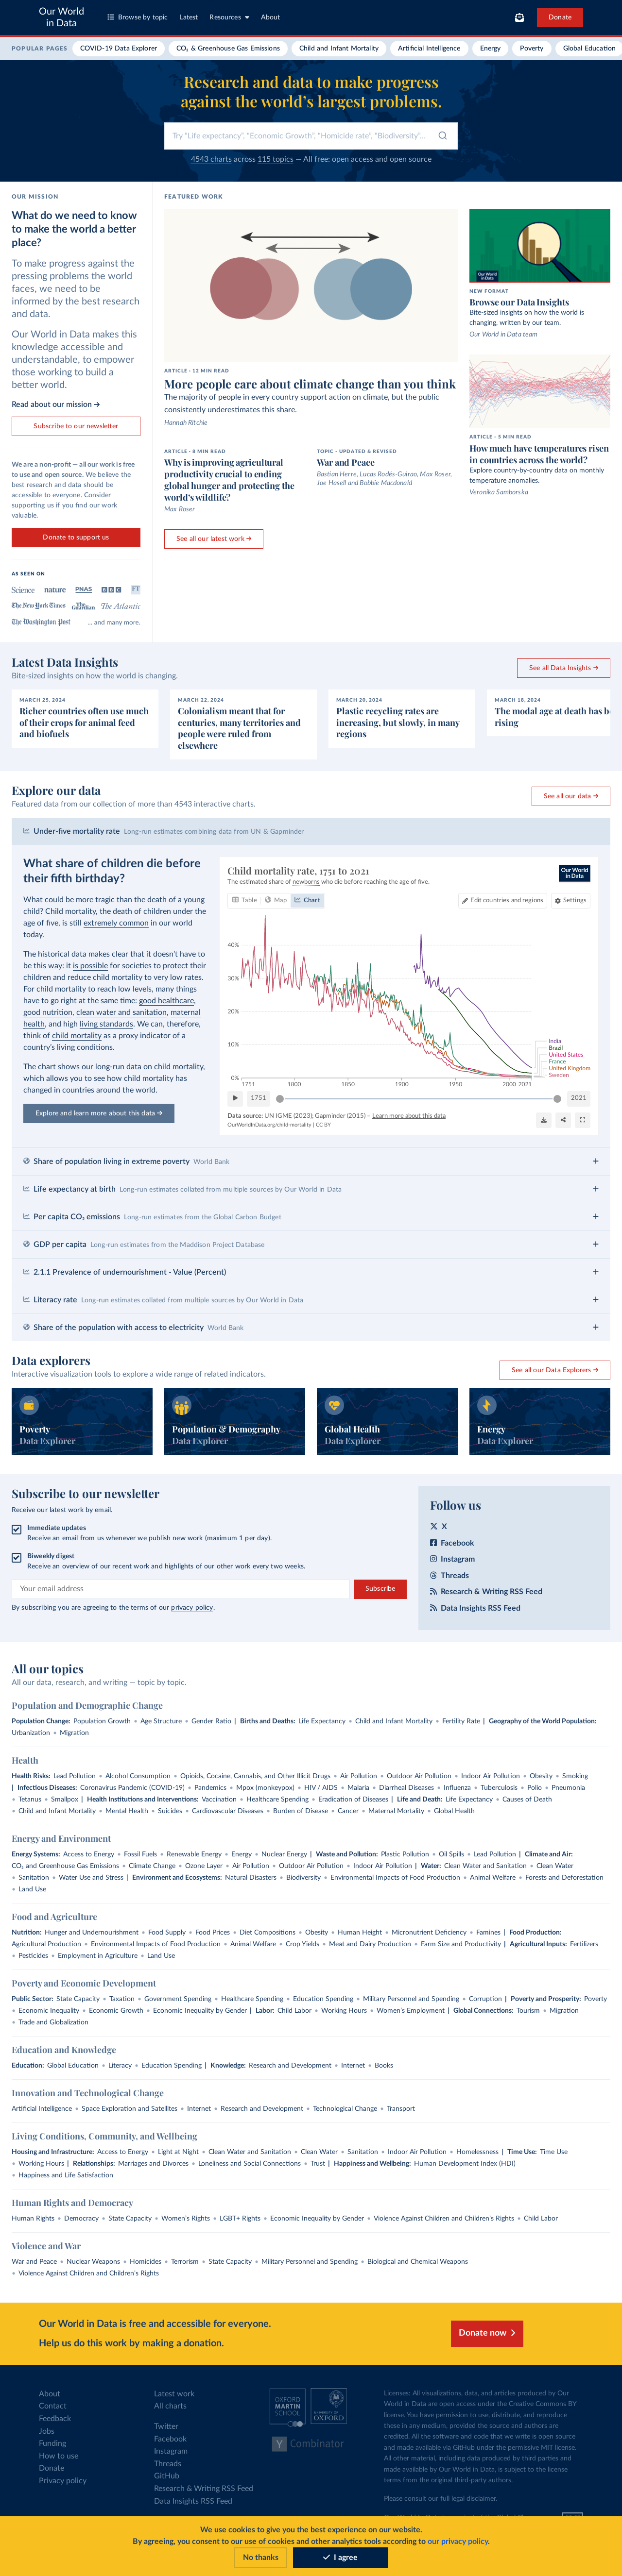 Our World
in Data
Browse by topic
Latest
Resources
About
Donate
POPULAR PAGES
COVID-19 Data Explorer
CO₂ & Greenhouse Gas Emissions
Child and Infant Mortality
Artificial Intelligence
Energy
Poverty
Global Education
Research and data to make progress
against the world's largest problems.
Try "Life expectancy", "Economic Growth", "Homicide rate", "Biodiversity"...
4543 charts across 115 topics — All free: open access and open source
OUR MISSION
What do we need to know
to make the world a better
place?
To make progress against the
pressing problems the world
faces, we need to be
informed by the best research
and data.
Our World in Data makes this
knowledge accessible and
understandable, to empower
those working to build a
better world.
Read about our mission →
Subscribe to our newsletter
We are a non-profit — all our work is free
to use and open source. We believe the
best research and data should be
accessible to everyone. Consider
supporting us if you find our work
valuable.
Donate to support us
AS SEEN ON
Science
nature
PNAS
BBC
FT
The New York Times
The Guardian
The Atlantic
The Washington Post
... and many more.
FEATURED WORK
ARTICLE • 12 MIN READ
More people care about climate change than you think
The majority of people in every country support action on climate, but the public
consistently underestimates this share.
Hannah Ritchie
ARTICLE • 8 MIN READ
Why is improving agricultural
productivity crucial to ending
global hunger and protecting the
world's wildlife?
Max Roser
TOPIC • UPDATED & REVISED
War and Peace
Bastian Herre, Lucas Rodés-Guirao, Max Roser,
Joe Hasell and Bobbie Macdonald
See all our latest work →
Our World
in Data
NEW FORMAT
Browse our Data Insights
Bite-sized insights on how the world is
changing, written by our team.
Our World in Data team
ARTICLE • 5 MIN READ
How much have temperatures risen
in countries across the world?
Explore country-by-country data on monthly
temperature anomalies.
Veronika Samborska
Latest Data Insights
Bite-sized insights on how the world is changing.
See all Data Insights →
MARCH 25, 2024
Richer countries often use much
of their crops for animal feed
and biofuels
MARCH 22, 2024
Colonialism meant that for
centuries, many territories and
people were ruled from
elsewhere
MARCH 20, 2024
Plastic recycling rates are
increasing, but slowly, in many
regions
MARCH 18, 2024
The modal age at death has be
rising
Explore our data
Featured data from our collection of more than 4543 interactive charts.
See all our data →
Under-five mortality rate Long-run estimates combining data from UN & Gapminder
What share of children die before
their fifth birthday?
What could be more tragic than the death of a young
child? Child mortality, the death of children under the
age of five, is still extremely common in our world
today.
The historical data makes clear that it doesn't have to
be this way: it is possible for societies to protect their
children and reduce child mortality to very low rates.
For child mortality to reach low levels, many things
have to go right at the same time: good healthcare,
good nutrition, clean water and sanitation, maternal
health, and high living standards. We can, therefore,
think of child mortality as a proxy indicator of a
country's living conditions.
The chart shows our long-run data on child mortality,
which allows you to see how child mortality has
changed in countries around the world.
Explore and learn more about this data →
Child mortality rate, 1751 to 2021
The estimated share of newborns who die before reaching the age of five.
Our World
in Data
Table
Map
Chart
Edit countries and regions
Settings
40%
30%
20%
10%
0%
1751
1800
1850
1900
1950
2000 2021
India
Brazil
United States
France
United Kingdom
Sweden
1751
2021
Data source: UN IGME (2023); Gapminder (2015) – Learn more about this data
OurWorldInData.org/child-mortality | CC BY
Share of population living in extreme poverty World Bank
Life expectancy at birth Long-run estimates collated from multiple sources by Our World in Data
Per capita CO₂ emissions Long-run estimates from the Global Carbon Budget
GDP per capita Long-run estimates from the Maddison Project Database
2.1.1 Prevalence of undernourishment - Value (Percent)
Literacy rate Long-run estimates collated from multiple sources by Our World in Data
Share of the population with access to electricity World Bank
Data explorers
Interactive visualization tools to explore a wide range of related indicators.
See all our Data Explorers →
Poverty
Data Explorer
Population & Demography
Data Explorer
Global Health
Data Explorer
Energy
Data Explorer
Subscribe to our newsletter
Receive our latest work by email.
Immediate updates
Receive an email from us whenever we publish new work (maximum 1 per day).
Biweekly digest
Receive an overview of our recent work and highlights of our other work every two weeks.
Your email address
Subscribe
By subscribing you are agreeing to the terms of our privacy policy.
Follow us
X
Facebook
Instagram
Threads
Research & Writing RSS Feed
Data Insights RSS Feed
All our topics
All our data, research, and writing — topic by topic.
Population and Demographic Change
Population Change: Population Growth • Age Structure • Gender Ratio | Births and Deaths: Life Expectancy • Child and Infant Mortality • Fertility Rate | Geography of the World Population:
Urbanization • Migration
Health
Health Risks: Lead Pollution • Alcohol Consumption • Opioids, Cocaine, Cannabis, and Other Illicit Drugs • Air Pollution • Outdoor Air Pollution • Indoor Air Pollution • Obesity • Smoking
| Infectious Diseases: Coronavirus Pandemic (COVID-19) • Pandemics • Mpox (monkeypox) • HIV / AIDS • Malaria • Diarrheal Diseases • Influenza • Tuberculosis • Polio • Pneumonia
• Tetanus • Smallpox | Health Institutions and Interventions: Vaccination • Healthcare Spending • Eradication of Diseases | Life and Death: Life Expectancy • Causes of Death
• Child and Infant Mortality • Mental Health • Suicides • Cardiovascular Diseases • Burden of Disease • Cancer • Maternal Mortality • Global Health
Energy and Environment
Energy Systems: Access to Energy • Fossil Fuels • Renewable Energy • Energy • Nuclear Energy | Waste and Pollution: Plastic Pollution • Oil Spills • Lead Pollution | Climate and Air:
CO₂ and Greenhouse Gas Emissions • Climate Change • Ozone Layer • Air Pollution • Outdoor Air Pollution • Indoor Air Pollution | Water: Clean Water and Sanitation • Clean Water
• Sanitation • Water Use and Stress | Environment and Ecosystems: Natural Disasters • Biodiversity • Environmental Impacts of Food Production • Animal Welfare • Forests and Deforestation
• Land Use
Food and Agriculture
Nutrition: Hunger and Undernourishment • Food Supply • Food Prices • Diet Compositions • Obesity • Human Height • Micronutrient Deficiency • Famines | Food Production:
Agricultural Production • Environmental Impacts of Food Production • Animal Welfare • Crop Yields • Meat and Dairy Production • Farm Size and Productivity | Agricultural Inputs: Fertilizers
• Pesticides • Employment in Agriculture • Land Use
Poverty and Economic Development
Public Sector: State Capacity • Taxation • Government Spending • Healthcare Spending • Education Spending • Military Personnel and Spending • Corruption | Poverty and Prosperity: Poverty
• Economic Inequality • Economic Growth • Economic Inequality by Gender | Labor: Child Labor • Working Hours • Women's Employment | Global Connections: Tourism • Migration
• Trade and Globalization
Education and Knowledge
Education: Global Education • Literacy • Education Spending | Knowledge: Research and Development • Internet • Books
Innovation and Technological Change
Artificial Intelligence • Space Exploration and Satellites • Internet • Research and Development • Technological Change • Transport
Living Conditions, Community, and Wellbeing
Housing and Infrastructure: Access to Energy • Light at Night • Clean Water and Sanitation • Clean Water • Sanitation • Indoor Air Pollution • Homelessness | Time Use: Time Use
• Working Hours | Relationships: Marriages and Divorces • Loneliness and Social Connections • Trust | Happiness and Wellbeing: Human Development Index (HDI)
• Happiness and Life Satisfaction
Human Rights and Democracy
Human Rights • Democracy • State Capacity • Women's Rights • LGBT+ Rights • Economic Inequality by Gender • Violence Against Children and Children's Rights • Child Labor
Violence and War
War and Peace • Nuclear Weapons • Homicides • Terrorism • State Capacity • Military Personnel and Spending • Biological and Chemical Weapons
• Violence Against Children and Children's Rights
Our World in Data is free and accessible for everyone.
Help us do this work by making a donation.
Donate now
About
Contact
Feedback
Jobs
Funding
How to use
Donate
Privacy policy
Latest work
All charts
Twitter
Facebook
Instagram
Threads
GitHub
Research & Writing RSS Feed
Data Insights RSS Feed
OXFORD
MARTIN
SCHOOL
UNIVERSITY OF
OXFORD
Y Combinator
Licenses: All visualizations, data, and articles produced by Our
World in Data are open access under the Creative Commons BY
license. You have permission to use, distribute, and reproduce
these in any medium, provided the source and authors are
credited. All the software and code that we write is open source
and made available via GitHub under the permissive MIT license.
All other material, including data produced by third parties and
made available by Our World in Data, is subject to the license
terms from the original third-party authors.
Please consult our full legal disclaimer.
We use cookies to give you the best experience on our website.
By agreeing, you consent to our use of cookies and other analytics tools according to our privacy policy.
No thanks
I agree